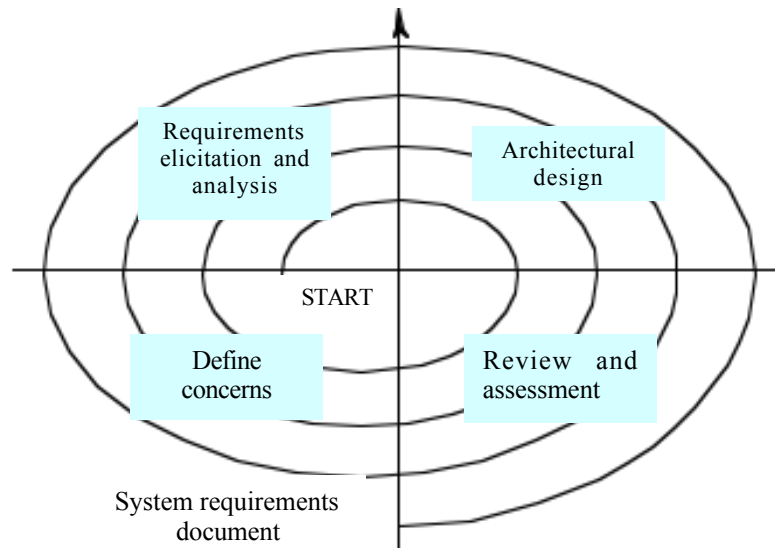 Requirements
elicitation and
analysis
Architectural
design
START
Define
concerns
Review and
assessment
System requirements
document